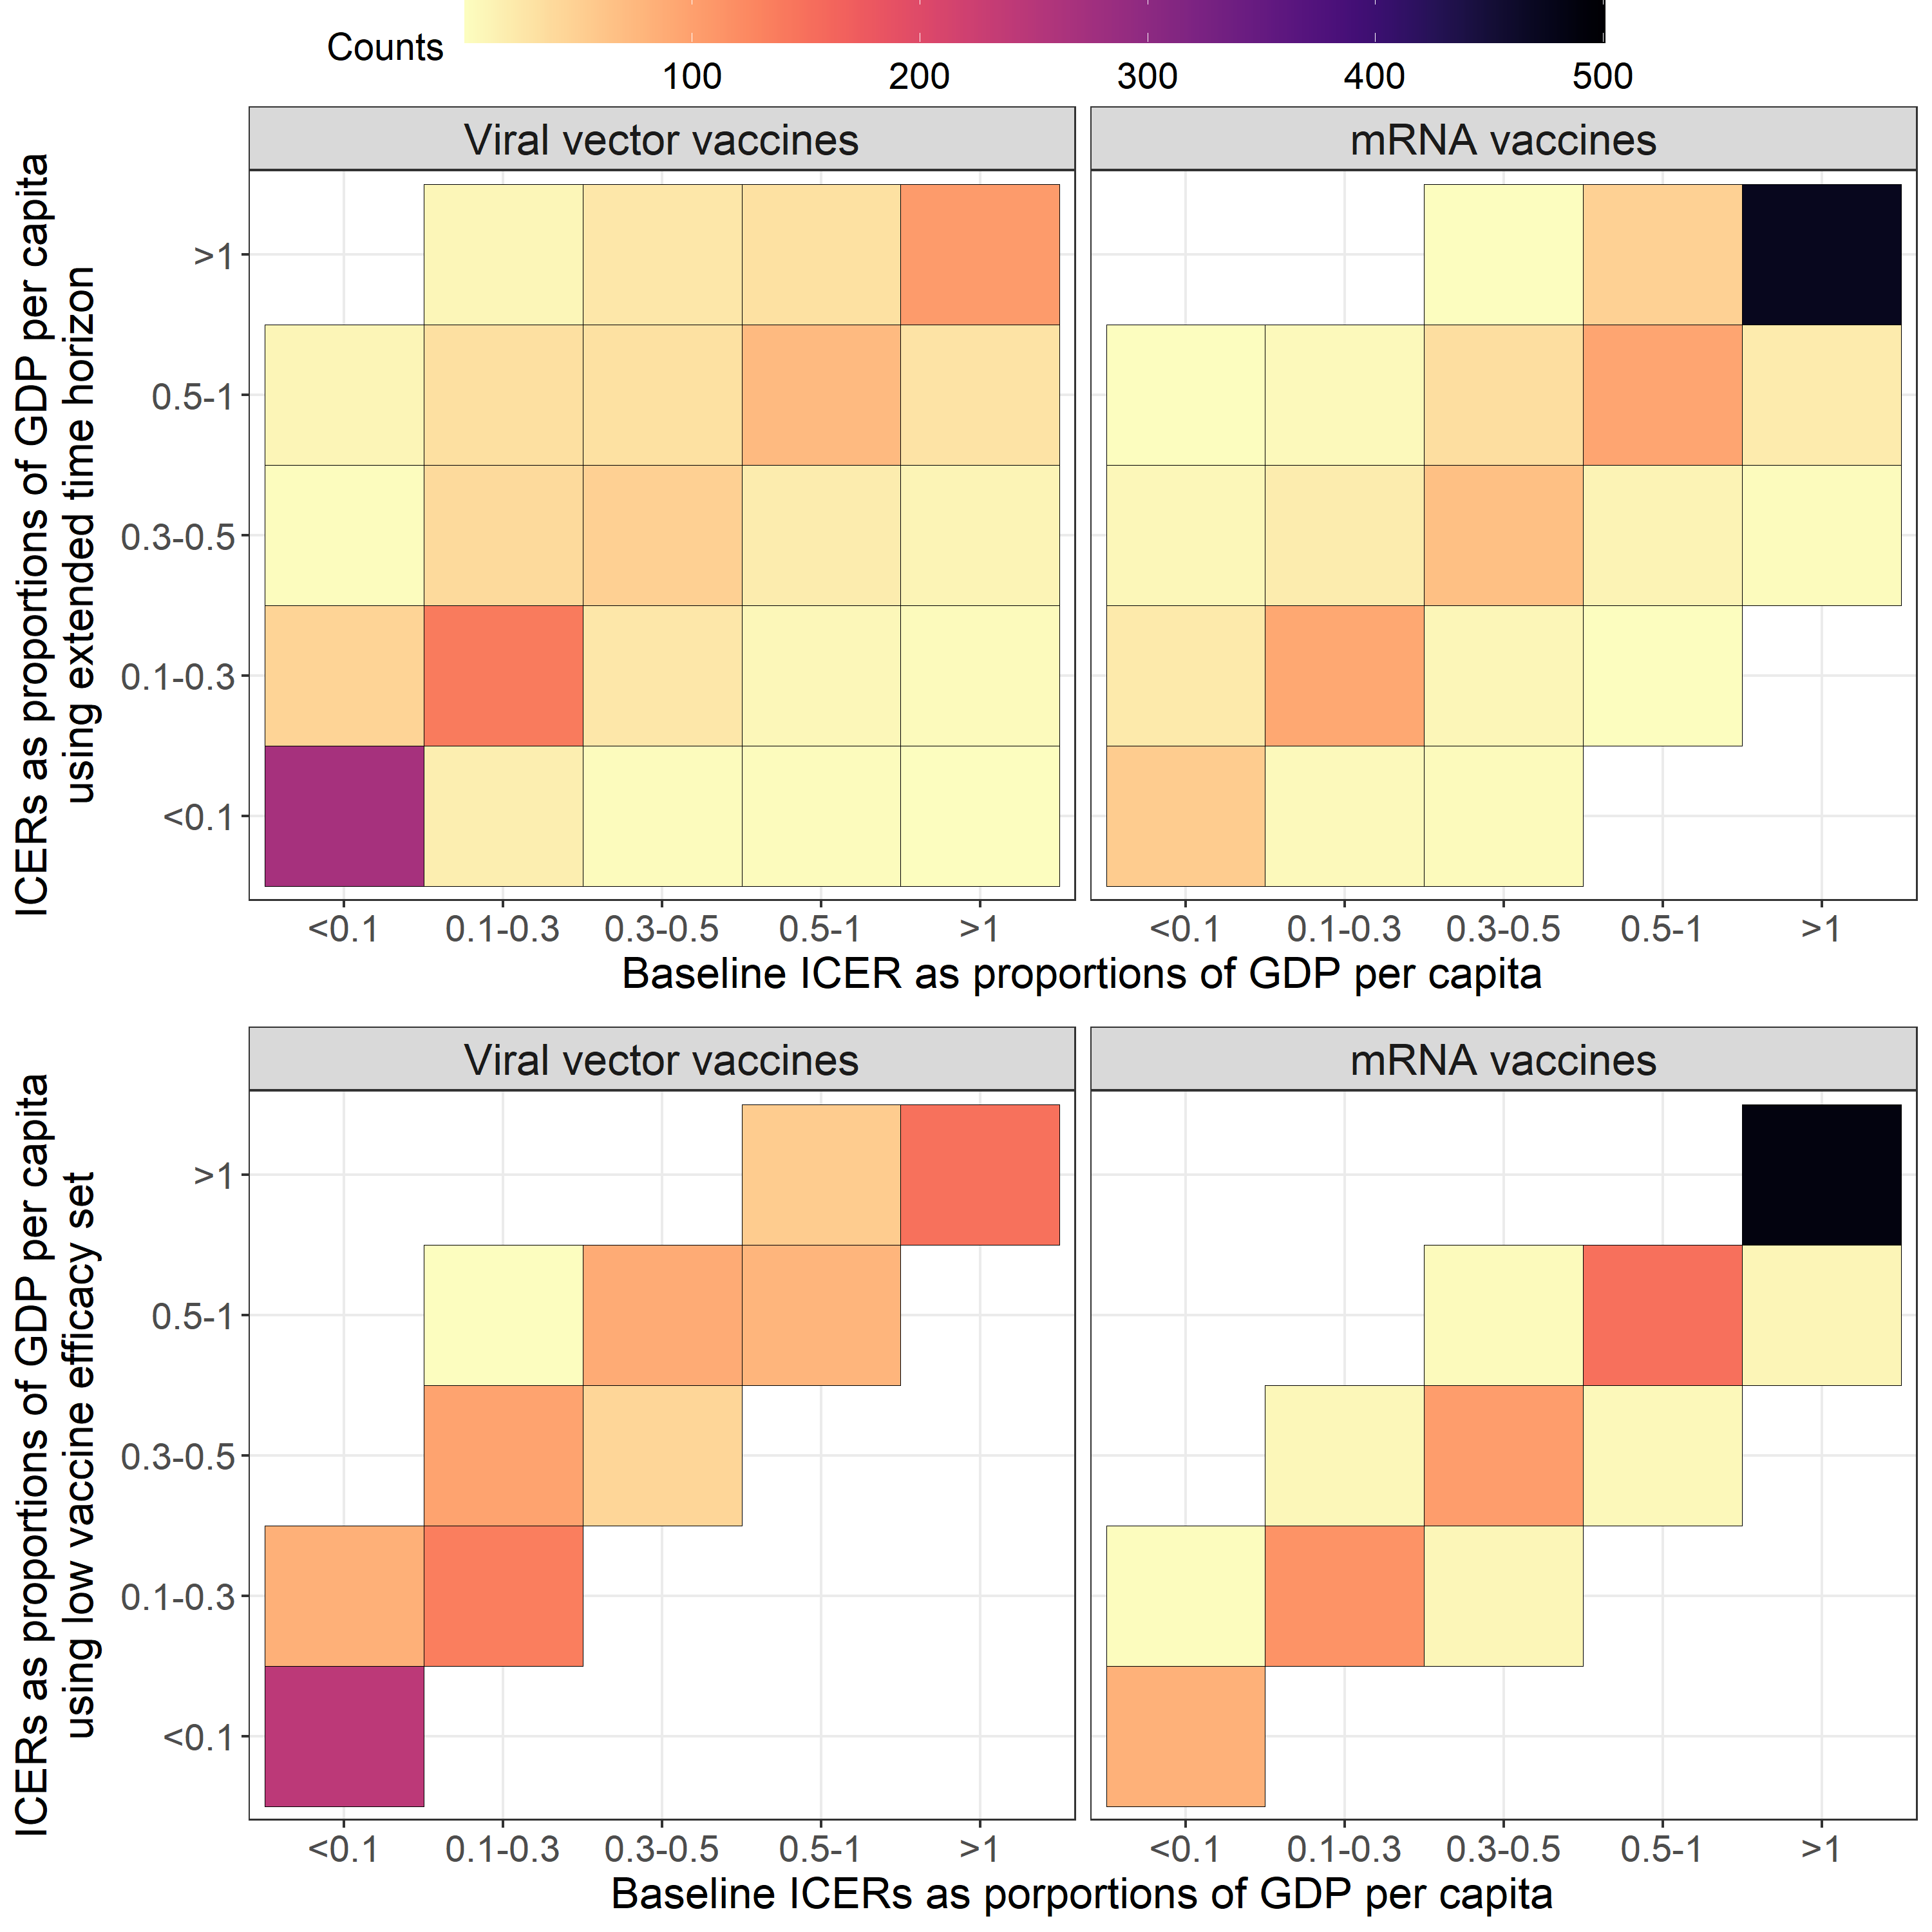 Counts
100 200 300 400 500
Viral vector vaccines
mRNA vaccines
ICERs as proportions of GDP per capita
using extended time horizon
>1
0.5-1
0.3-0.5
0.1-0.3
<0.1
<0.1 0.1-0.3 0.3-0.5 0.5-1 >1
<0.1 0.1-0.3 0.3-0.5 0.5-1 >1
Baseline ICER as proportions of GDP per capita
Viral vector vaccines
mRNA vaccines
ICERs as proportions of GDP per capita
using low vaccine efficacy set
>1
0.5-1
0.3-0.5
0.1-0.3
<0.1
<0.1 0.1-0.3 0.3-0.5 0.5-1 >1
<0.1 0.1-0.3 0.3-0.5 0.5-1 >1
Baseline ICERs as porportions of GDP per capita